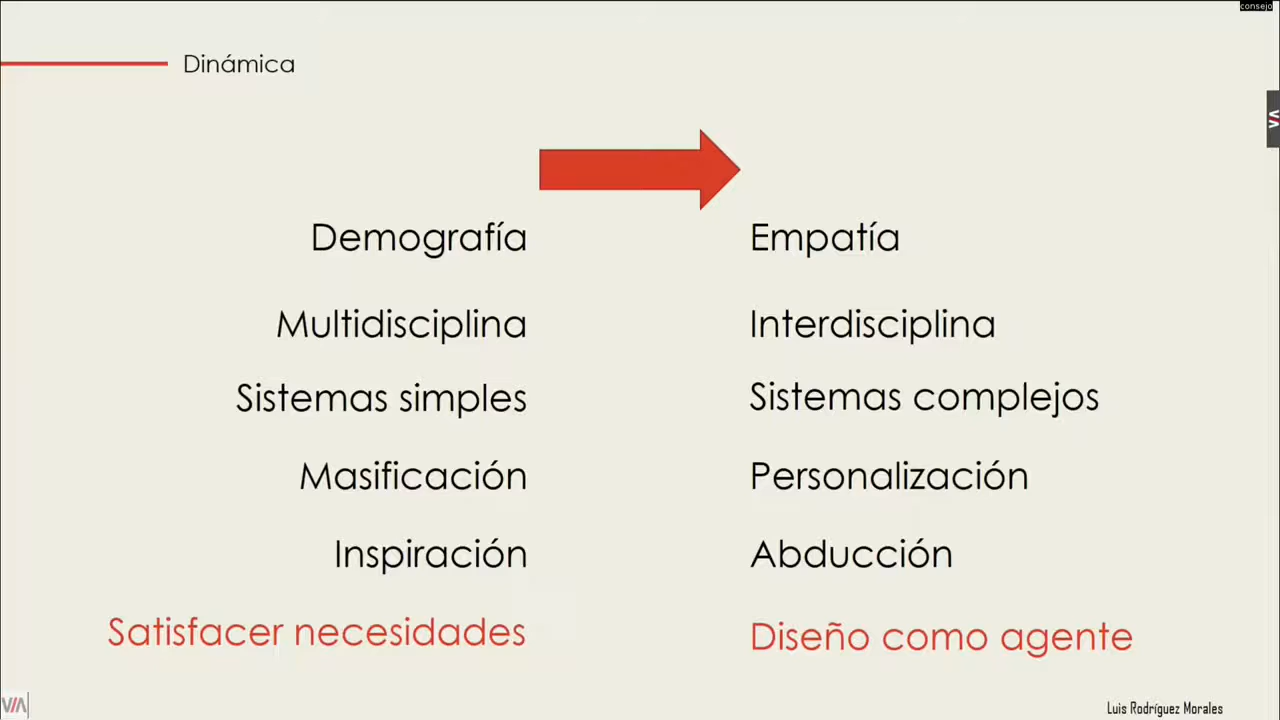 consejo
Dinámica
Demografía Empatía
Multidisciplina Interdisciplina
Sistemas simples Sistemas complejos
Masificación Personalización
Inspiración Abducción
Satisfacer necesidades Diseño como agente
VIA
Luis Rodríguez Morales